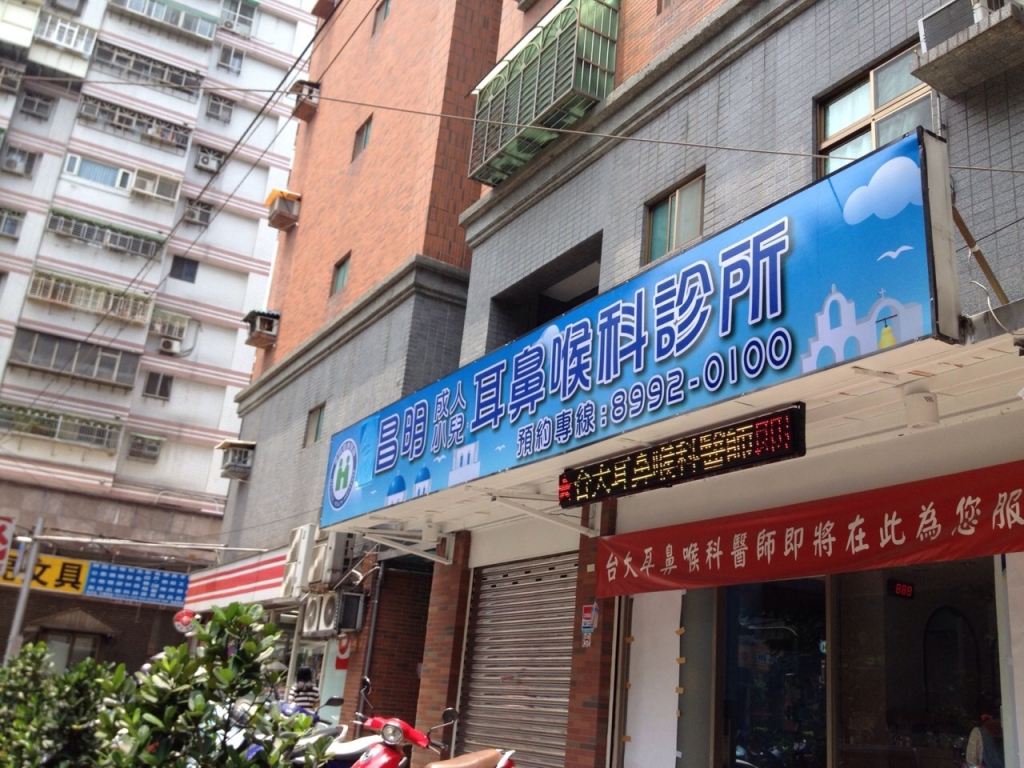 昌明 成人 小兒 耳鼻喉科診所
預約專線:8992-0100
台大耳鼻喉科醫師
台大耳鼻喉科醫師即將在此為您服
文具
H